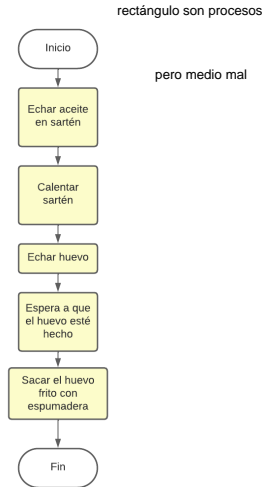 rectángulo son procesos
Inicio
pero medio mal
Echar aceite
en sartén
Calentar
sartén
Echar huevo
Espera a que
el huevo esté
hecho
Sacar el huevo
frito con
espumadera
Fin